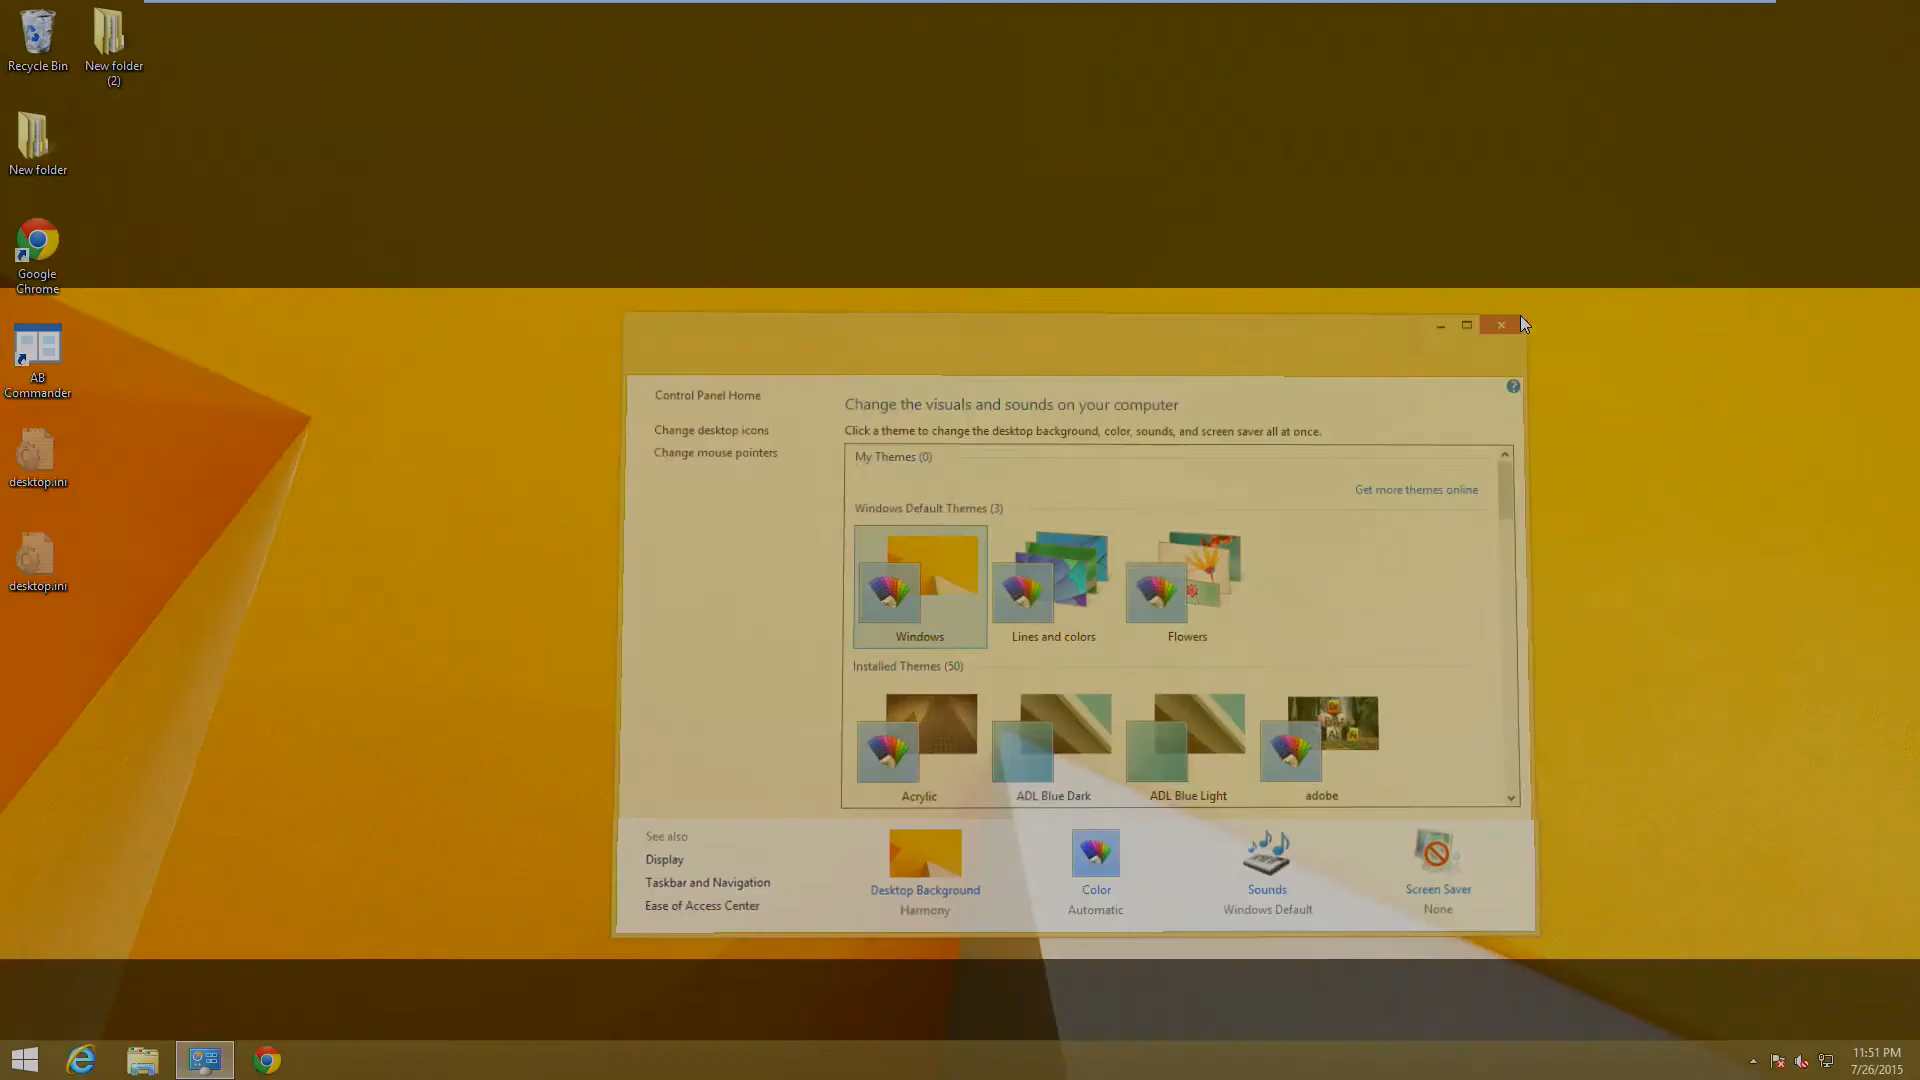 Recycle Bin
New folder
(2)
New folder
Google
Chrome
AB
Commander
desktop.ini
desktop.ini
Control Panel Home
Change desktop icons
Change mouse pointers
Change the visuals and sounds on your computer
Click a theme to change the desktop background, color, sounds, and screen saver all at once.
My Themes (0)
Get more themes online
Windows Default Themes (3)
Windows
Lines and colors
Flowers
Installed Themes (50)
Acrylic
ADL Blue Dark
ADL Blue Light
adobe
See also
Display
Taskbar and Navigation
Ease of Access Center
Desktop Background
Harmony
Color
Automatic
Sounds
Windows Default
Screen Saver
None
11:51 PM
7/26/2015